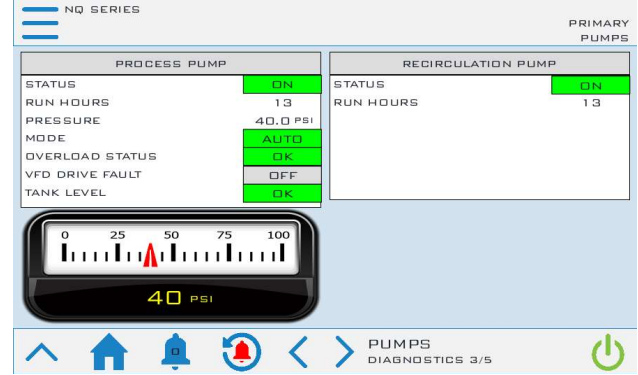 NQ SERIES
PRIMARY
PUMPS
PROCESS PUMP
STATUS ON
RUN HOURS 13
PRESSURE 40.0 PSI
MODE AUTO
OVERLOAD STATUS OK
VFD DRIVE FAULT OFF
TANK LEVEL OK
RECIRCULATION PUMP
STATUS ON
RUN HOURS 13
0 25 50 75 100
40 PSI
0
PUMPS
DIAGNOSTICS 3/5